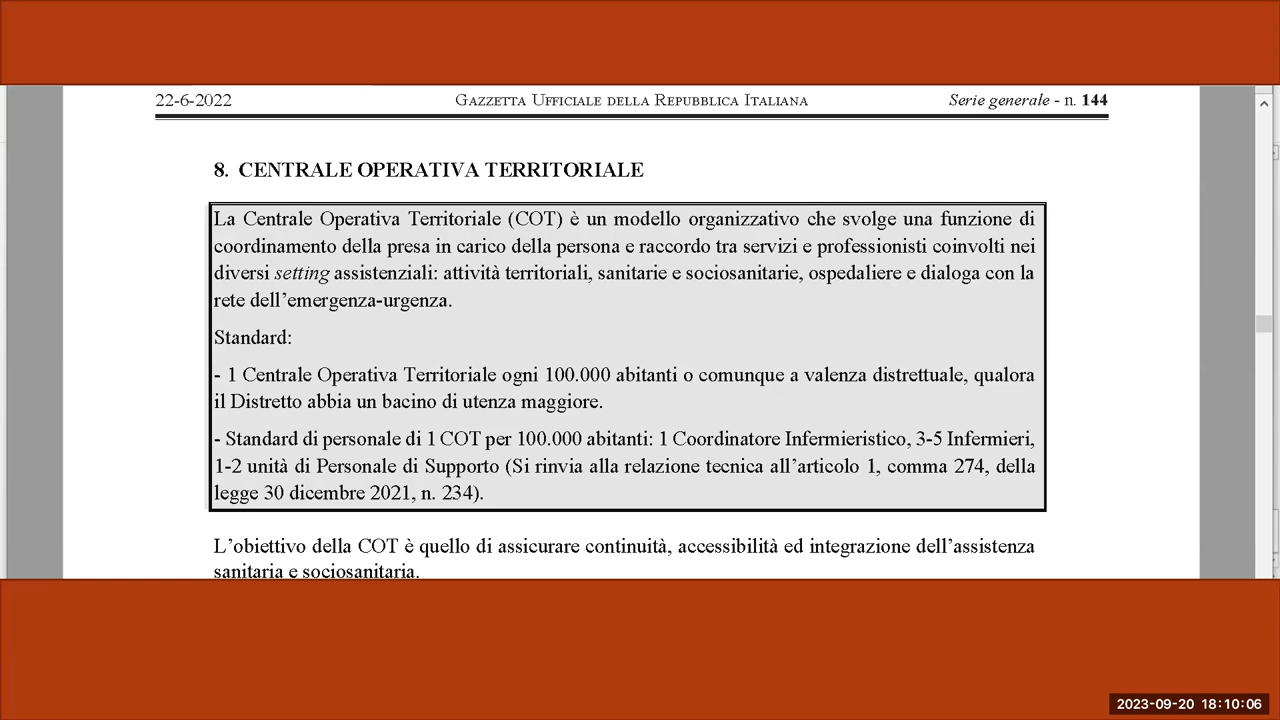 22-6-2022 GAZZETTA UFFICIALE DELLA REPUBBLICA ITALIANA Serie generale - n. 144
8. CENTRALE OPERATIVA TERRITORIALE
La Centrale Operativa Territoriale (COT) è un modello organizzativo che svolge una funzione di
coordinamento della presa in carico della persona e raccordo tra servizi e professionisti coinvolti nei
diversi setting assistenziali: attività territoriali, sanitarie e sociosanitarie, ospedaliere e dialoga con la
rete dell’emergenza-urgenza.
Standard:
- 1 Centrale Operativa Territoriale ogni 100.000 abitanti o comunque a valenza distrettuale, qualora
il Distretto abbia un bacino di utenza maggiore.
- Standard di personale di 1 COT per 100.000 abitanti: 1 Coordinatore Infermieristico, 3-5 Infermieri,
1-2 unità di Personale di Supporto (Si rinvia alla relazione tecnica all’articolo 1, comma 274, della
legge 30 dicembre 2021, n. 234).
L’obiettivo della COT è quello di assicurare continuità, accessibilità ed integrazione dell’assistenza
sanitaria e sociosanitaria.
2023-09-20 18:10:06